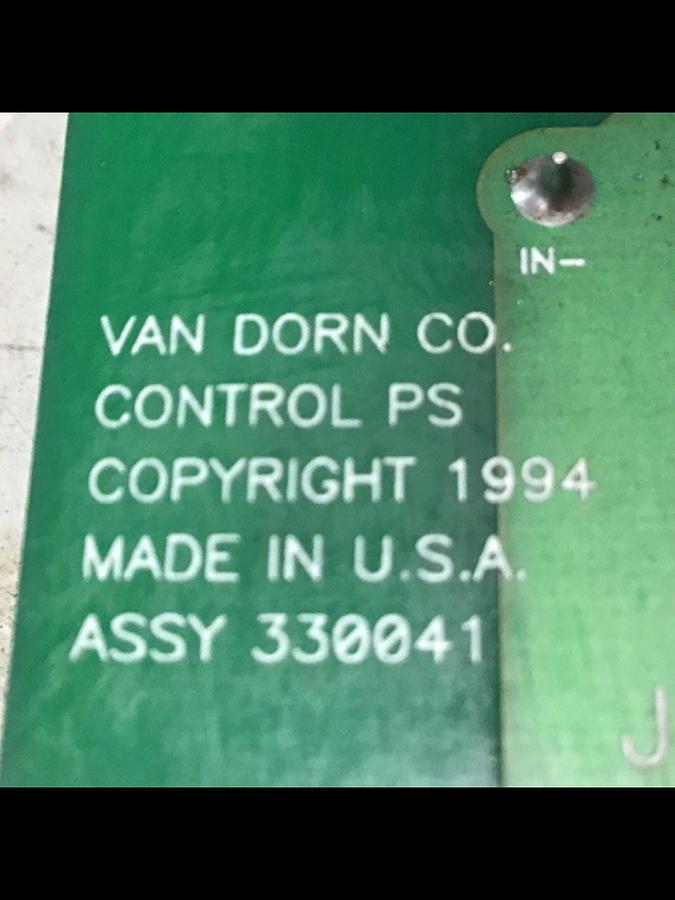 IN-
VAN DORN CO.
CONTROL PS
COPYRIGHT 1994
MADE IN U.S.A.
ASSY 330041
J